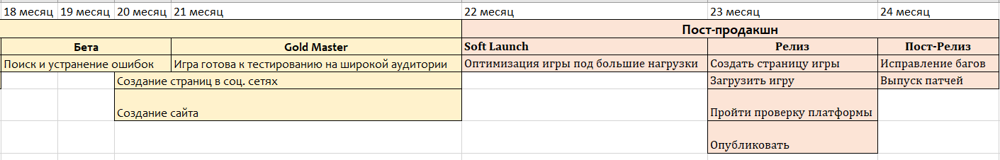 18 месяц 19 месяц 20 месяц 21 месяц 22 месяц 23 месяц 24 месяц
Пост-продакшн
Бета Gold Master Soft Launch Релиз Пост-Релиз
Поиск и устранение ошибок Игра готова к тестированию на широкой аудитории Оптимизация игры под большие нагрузки Создать страницу игры Исправление багов
Создание страниц в соц. сетях Загрузить игру Выпуск патчей
Создание сайта Пройти проверку платформы
Опубликовать